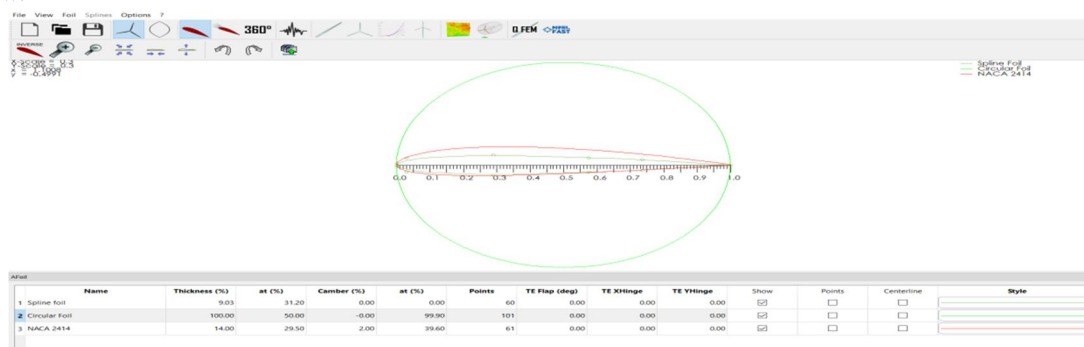 File View Foil Splines Options ?
360° Q FEM
INVERSE
Spline Foil
Circular Foil
NACA 2414
0.0 0.1 0.2 0.3 0.4 0.5 0.6 0.7 0.8 0.9 1.0
AFoil
Name Thickness (%) at (%) Camber (%) at (%) Points TE Flap (deg) TE XHinge TE YHinge Show Points Centerline Style
1 Spline foil 9.03 31.20 0.00 0.00 60 0.00 0.00 0.00
2 Circular Foil 100.00 50.00 -0.00 99.90 101 0.00 0.00 0.00
3 NACA 2414 14.00 29.50 2.00 39.60 61 0.00 0.00 0.00